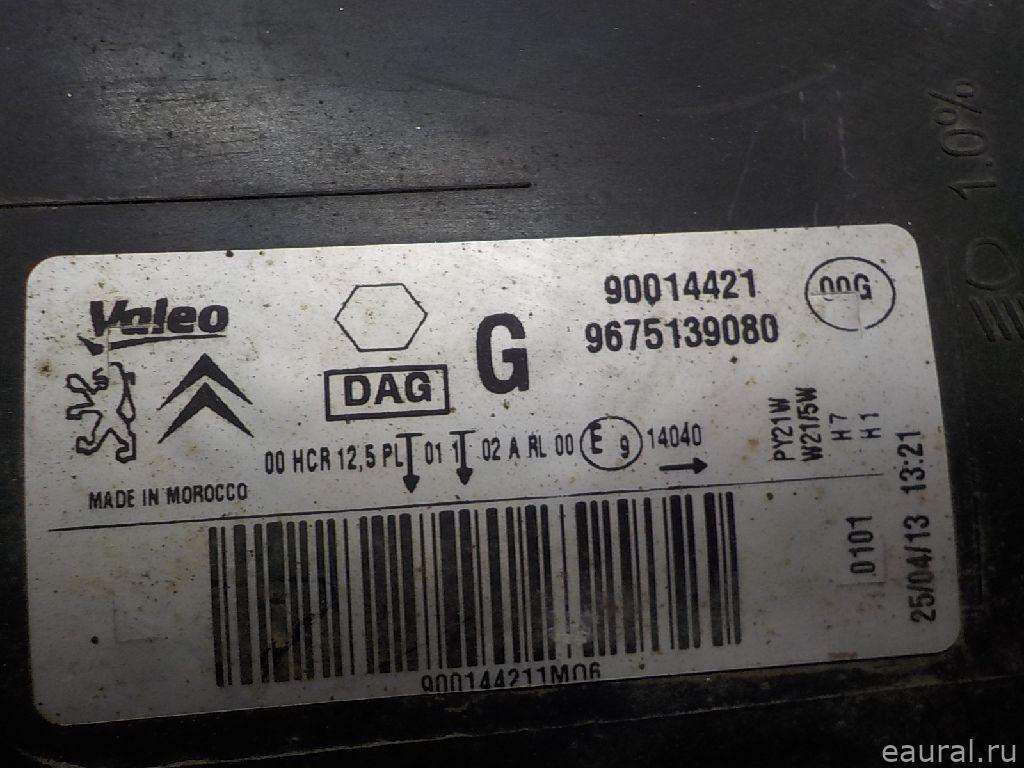 1.0%
Valeo
DAG
G
90014421
9675139080
000
00 HCR 12,5 PL 01 1 02 A RL 00 E 9 14040
PY21W
W21/5W
H7
H1
MADE IN MOROCCO
0101
25/04/13 13:21
900144211M06
eaural.ru